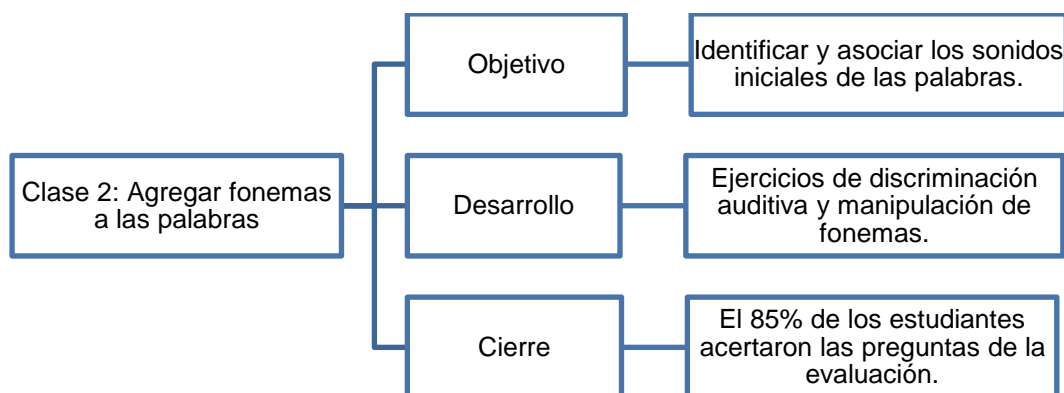 Clase 2: Agregar fonemas
a las palabras
Objetivo
Identificar y asociar los sonidos
iniciales de las palabras.
Desarrollo
Ejercicios de discriminación
auditiva y manipulación de
fonemas.
Cierre
El 85% de los estudiantes
acertaron las preguntas de la
evaluación.